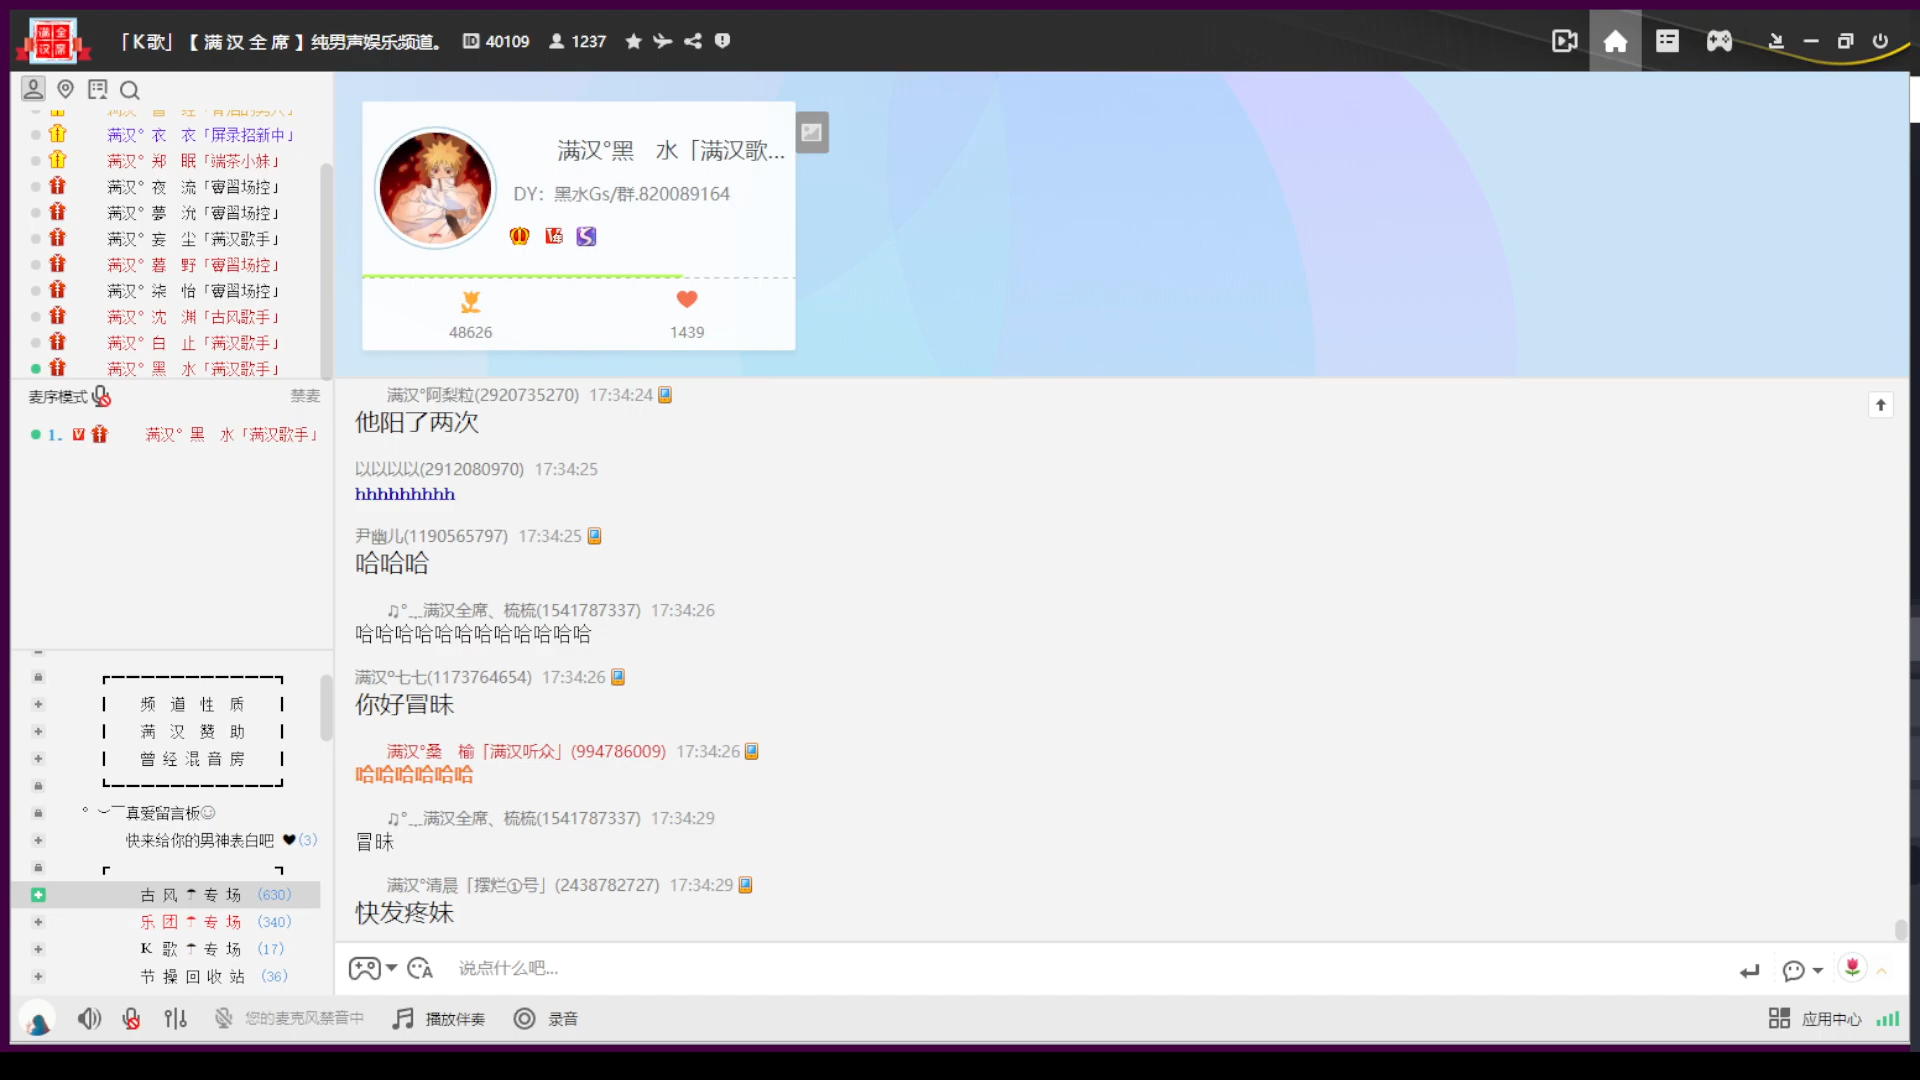 「K歌」【满汉全席】纯男声娱乐频道。 ID 40109 1237
满汉° 衣 衣「屏录招新中」
满汉° 郑 眠「端茶小妹」
满汉° 夜 流「實習场控」
满汉° 夢 沇「實習场控」
满汉° 妄 尘「满汉歌手」
满汉° 暮 野「實習场控」
满汉° 柒 怡「實習场控」
满汉° 沈 渊「古风歌手」
满汉° 白 止「满汉歌手」
满汉° 黑 水「满汉歌手」
麦序模式 禁麦
1. 满汉° 黑 水「满汉歌手」
频道性质
满汉赞助
曾经混音房
真爱留言板
快来给你的男神表白吧 ❤(3)
古风☂专场 (630)
乐团☂专场 (340)
K歌☂专场 (17)
节操回收站 (36)
满汉°黑 水「满汉歌...
DY: 黑水Gs/群.820089164
48626 1439
满汉°阿梨粒(2920735270) 17:34:24
他阳了两次
以以以以(2912080970) 17:34:25
hhhhhhhhh
尹幽儿(1190565797) 17:34:25
哈哈哈
♫°﹎满汉全席、梳梳(1541787337) 17:34:26
哈哈哈哈哈哈哈哈哈哈哈哈
满汉°七七(1173764654) 17:34:26
你好冒昧
满汉°桑 榆「满汉听众」(994786009) 17:34:26
哈哈哈哈哈哈
♫°﹎满汉全席、梳梳(1541787337) 17:34:29
冒昧
满汉°清晨「摆烂①号」(2438782727) 17:34:29
快发疼妹
说点什么吧...
您的麦克风禁音中 播放伴奏 录音 应用中心